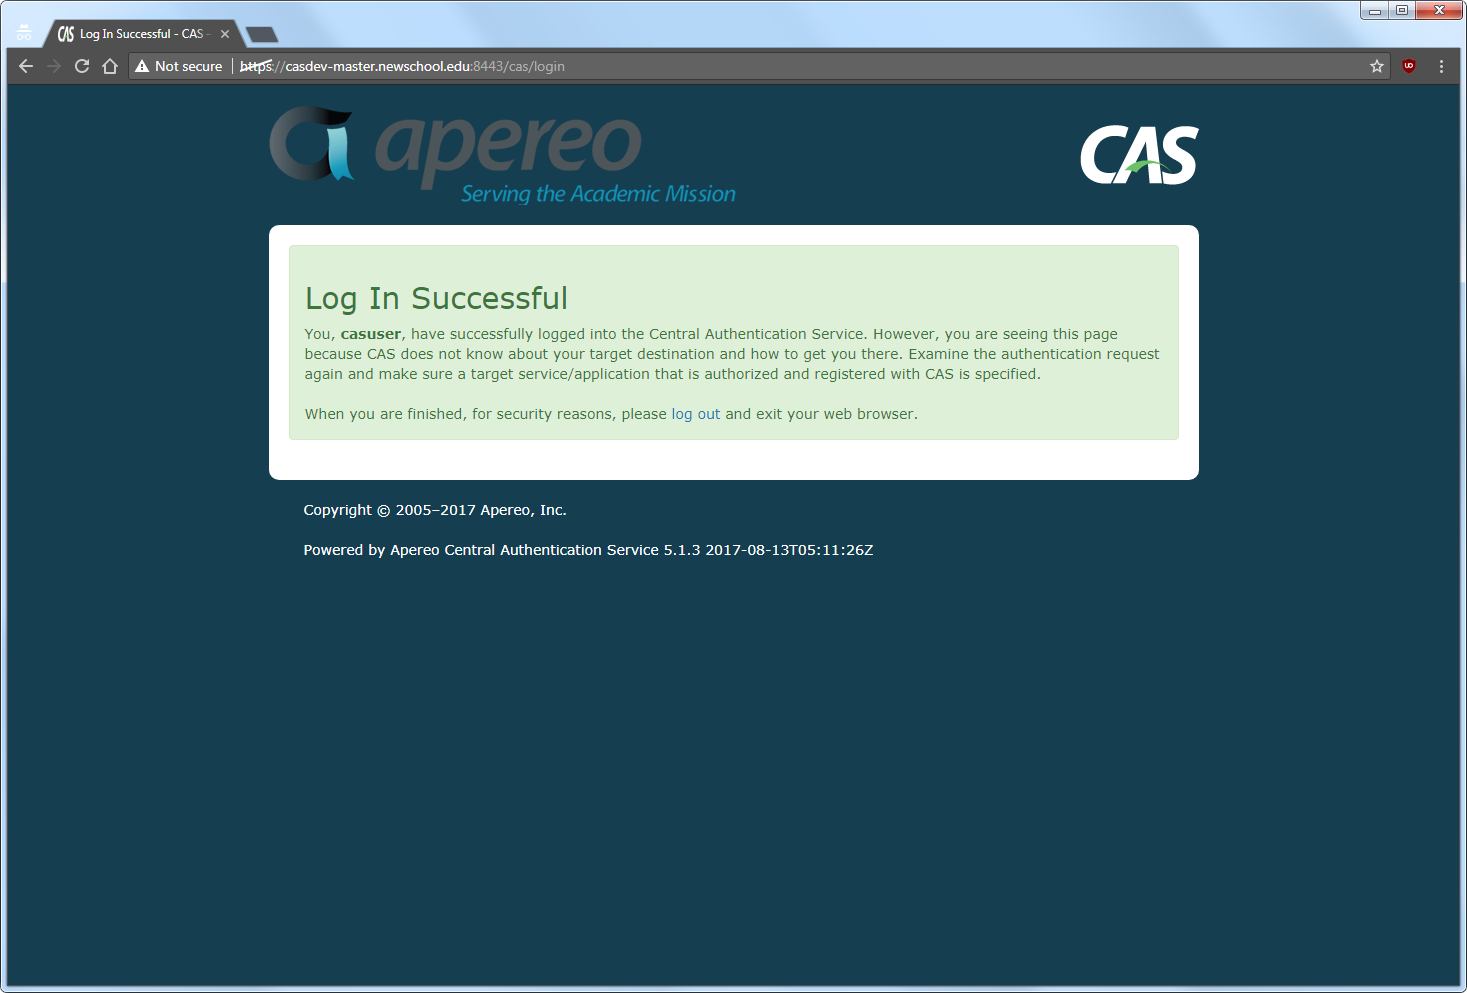 Log In Successful - CAS -
Not secure | https://casdev-master.newschool.edu:8443/cas/login
apereo
Serving the Academic Mission
CAS
Log In Successful
You, casuser, have successfully logged into the Central Authentication Service. However, you are seeing this page
because CAS does not know about your target destination and how to get you there. Examine the authentication request
again and make sure a target service/application that is authorized and registered with CAS is specified.
When you are finished, for security reasons, please log out and exit your web browser.
Copyright © 2005–2017 Apereo, Inc.
Powered by Apereo Central Authentication Service 5.1.3 2017-08-13T05:11:26Z